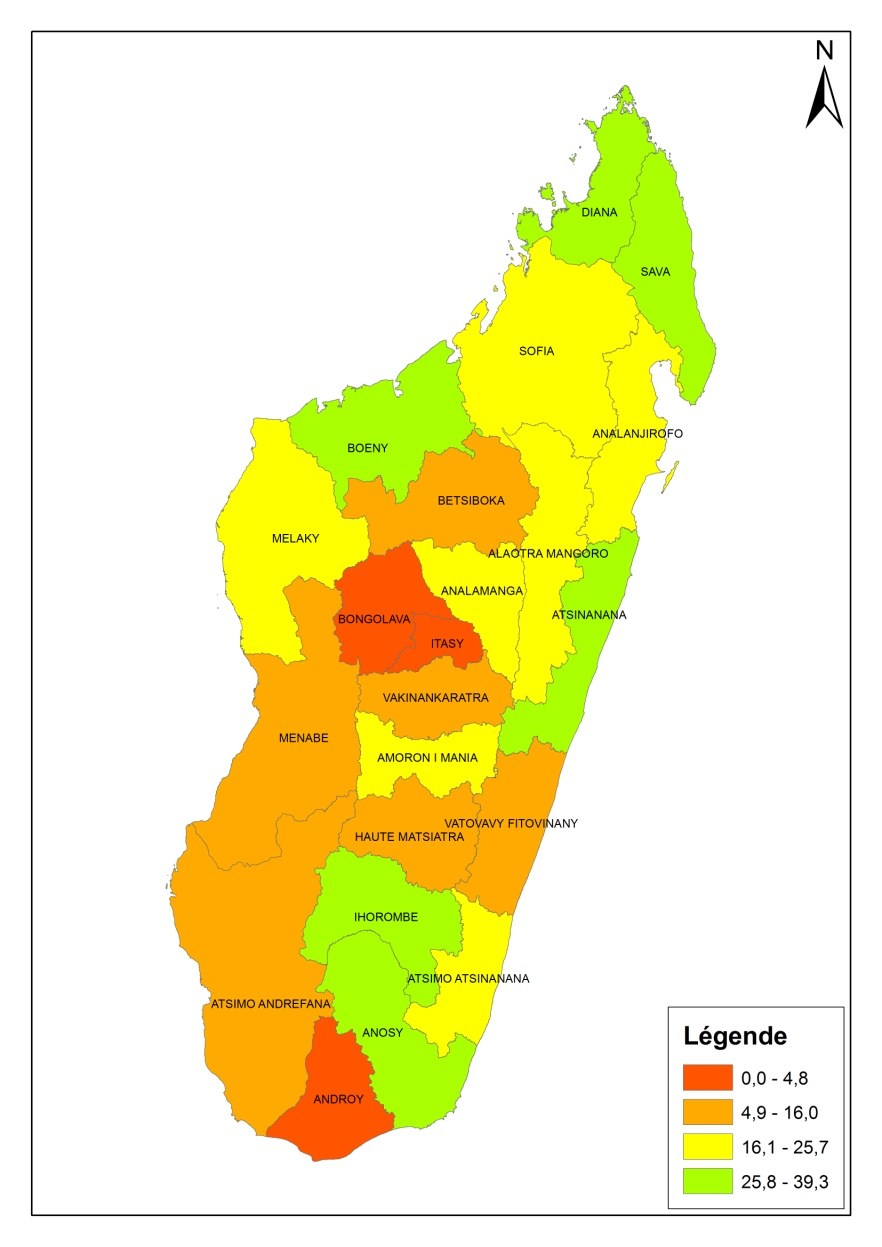 N
DIANA
SAVA
SOFIA
ANALANJIROFO
BOENY
BETSIBOKA
MELAKY
ALAOTRA MANGORO
ANALAMANGA
ATSINANANA
BONGOLAVA
ITASY
VAKINANKARATRA
MENABE
AMORON I MANIA
VATOVAVY FITOVINANY
HAUTE MATSIATRA
IHOROMBE
ATSIMO ATSINANANA
ATSIMO ANDREFANA
ANOSY
ANDROY
Légende
0,0 - 4,8
4,9 - 16,0
16,1 - 25,7
25,8 - 39,3